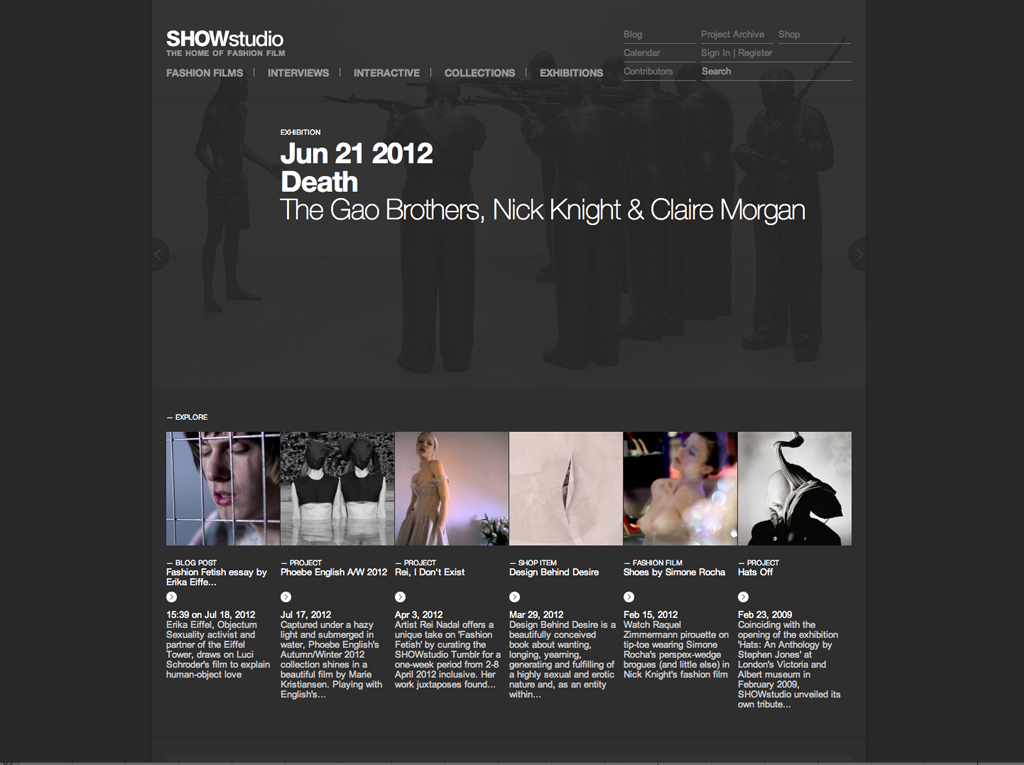 SHOWstudio
THE HOME OF FASHION FILM
Blog
Project Archive
Shop
Calendar
Sign In | Register
Contributors
Search
FASHION FILMS | INTERVIEWS | INTERACTIVE | COLLECTIONS | EXHIBITIONS
EXHIBITION
Jun 21 2012
Death
The Gao Brothers, Nick Knight & Claire Morgan
— EXPLORE
— BLOG POST
Fashion Fetish essay by
Erika Eiffe...
15:39 on Jul 18, 2012
Erika Eiffel, Objectum
Sexuality activist and
partner of the Eiffel
Tower, draws on Luci
Schroder's film to explain
human-object love
— PROJECT
Phoebe English A/W 2012
Jul 17, 2012
Captured under a hazy
light and submerged in
water, Phoebe English's
Autumn/Winter 2012
collection shines in a
beautiful film by Marie
Kristiansen. Playing with
English's...
— PROJECT
Rei, I Don't Exist
Apr 3, 2012
Artist Rei Nadal offers a
unique take on 'Fashion
Fetish' by curating the
SHOWstudio Tumblr for a
one-week period from 2-8
April 2012 inclusive. Her
work juxtaposes found...
— SHOP ITEM
Design Behind Desire
Mar 29, 2012
Design Behind Desire is a
beautifully conceived
book about wanting,
longing, yearning,
generating and fulfilling of
a highly sexual and erotic
nature and, as an entity
within...
— FASHION FILM
Shoes by Simone Rocha
Feb 15, 2012
Watch Raquel
Zimmermann pirouette on
tip-toe wearing Simone
Rocha's perspex-wedge
brogues (and little else) in
Nick Knight's fashion film
— PROJECT
Hats Off
Feb 23, 2009
Coinciding with the
opening of the exhibition
'Hats: An Anthology by
Stephen Jones' at
London's Victoria and
Albert museum in
February 2009,
SHOWstudio unveiled its
own tribute...